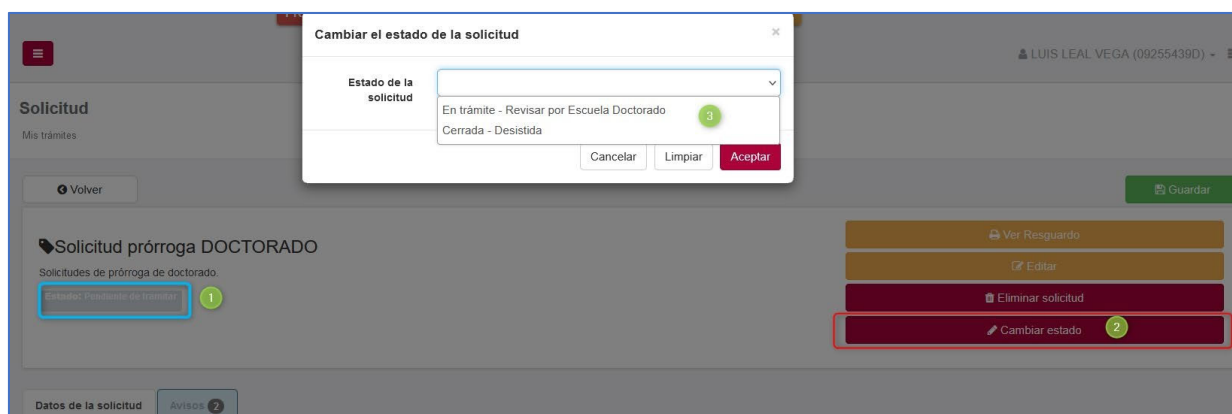 Cambiar el estado de la solicitud
×
LUIS LEAL VEGA (09255439D)
Estado de la
solicitud
En trámite - Revisar por Escuela Doctorado
Cerrada - Desistida
3
Solicitud
Mis trámites
Cancelar
Limpiar
Aceptar
Volver
Guardar
Solicitud prórroga DOCTORADO
Solicitudes de prórroga de doctorado.
Estado: Pendiente de tramitar
1
Ver Resguardo
Editar
Eliminar solicitud
Cambiar estado
2
Datos de la solicitud
Avisos 2